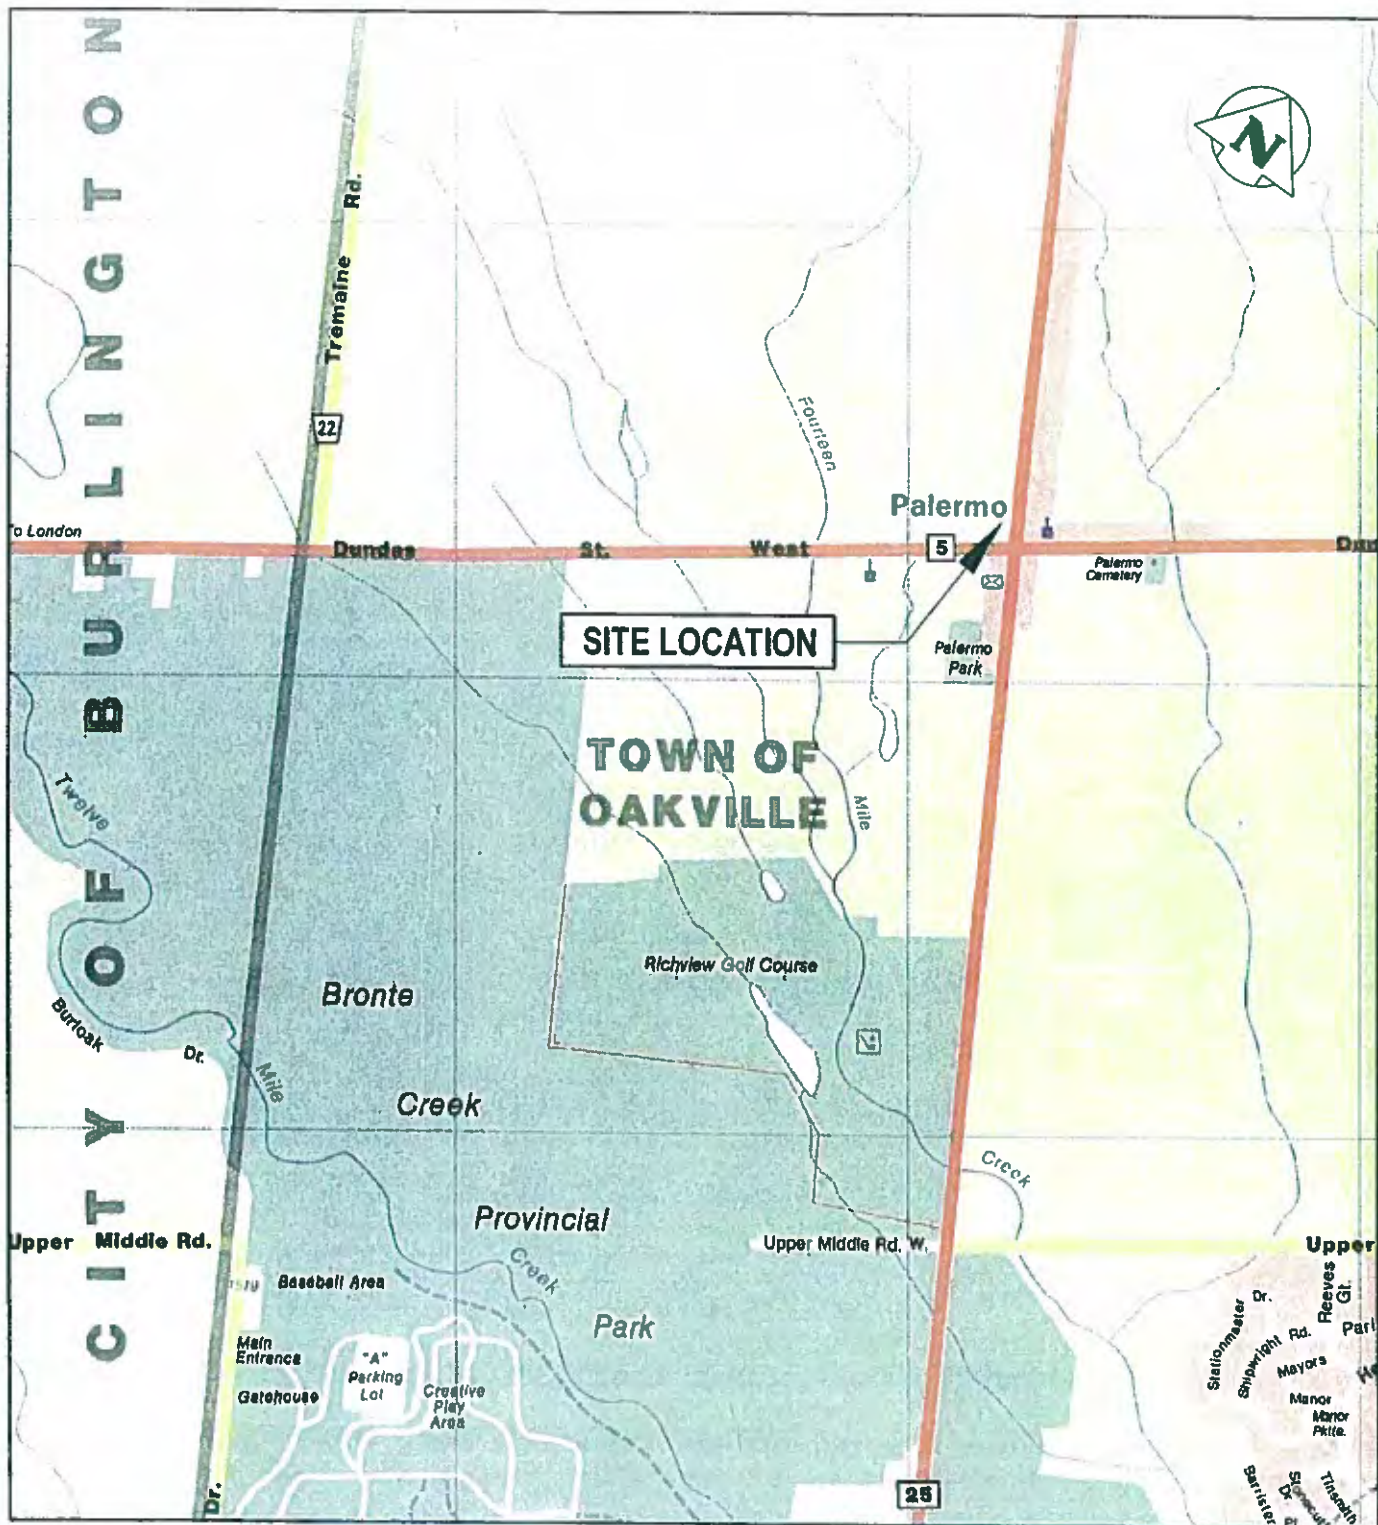 CITY OF BURLINGTON
N
Tremaine Rd.
22
Fourteen
Palermo
To London
Dundas St. West
5
Palermo
Cemetery
SITE LOCATION
Palermo
Park
TOWN OF
OAKVILLE
Mile
Twelve
Richview Golf Course
Bronte
Burloak Dr.
Mile
Creek
Creek
Provincial
Upper Middle Rd.
Upper Middle Rd. W.
Upper
Creek
Baseball Area
Park
Main
Entrance
"A"
Parking
Lot
Gatehouse
Creative
Play
Area
Dr.
25
Stationmaster
Dr.
Reeves
Gt.
Shipwright Rd.
Mayors
Manor
Manor
Barrister
Dr.
Tinsmith